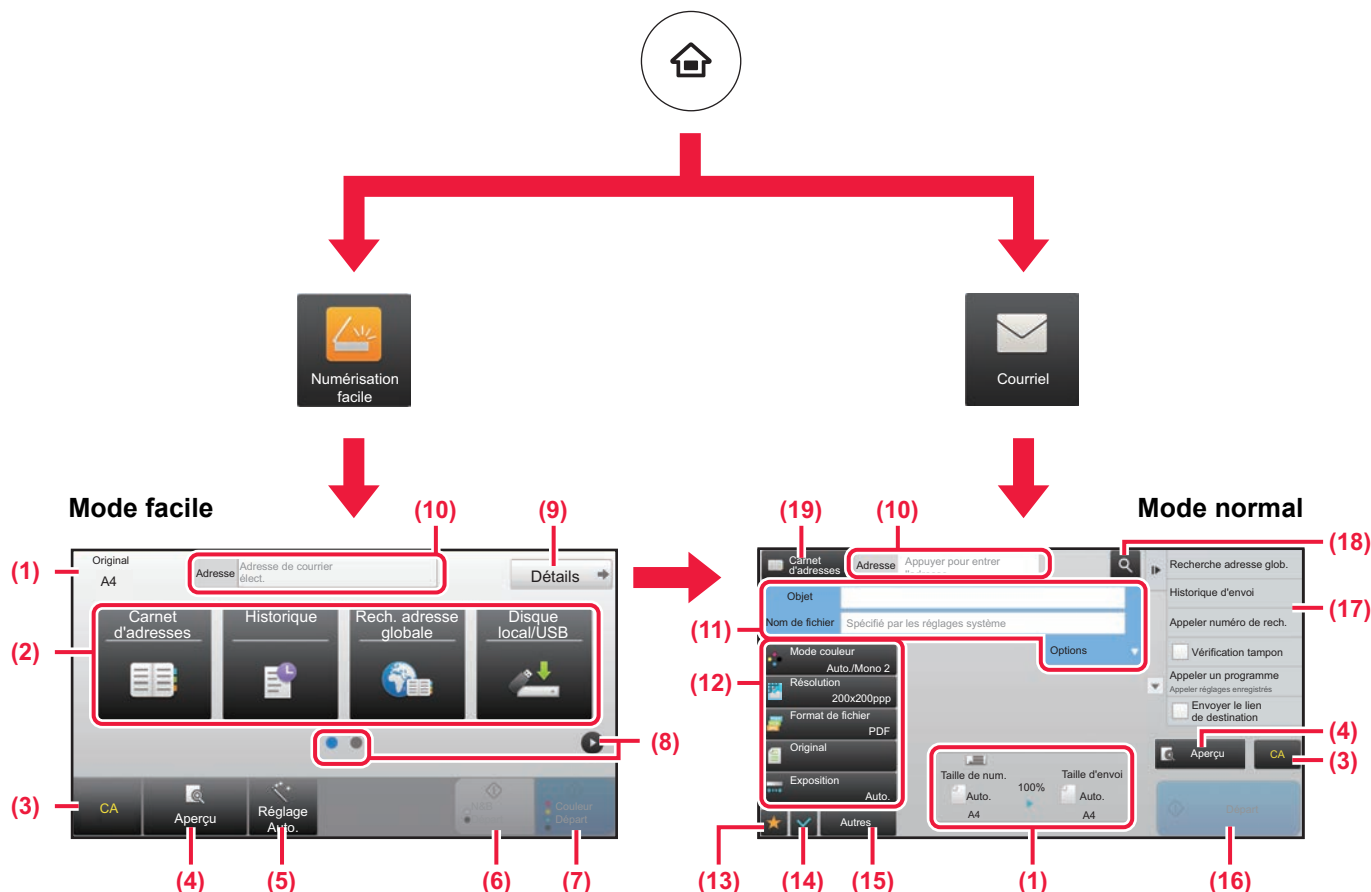 Numérisation
facile
Courriel
Mode facile
(10)
(9)
(1)
Original
A4
Adresse
Adresse de courrier
élect.
Détails
(2)
Carnet
d'adresses
Historique
Rech. adresse
globale
Disque
local/USB
(8)
(3)
CA
Aperçu
Réglage
Auto.
N&B
Couleur
Départ
(4)
(5)
(6)
(7)
Mode normal
(19)
(10)
(18)
Carnet
d'adresses
Adresse
Appuyer pour entrer
Recherche adresse glob.
Historique d'envoi
(17)
Appeler numéro de rech.
Vérification tampon
Appeler un programme
Appeler réglages enregistrés
Envoyer le lien
de destination
(11)
Objet
Nom de fichier
Spécifié par les réglages système
Options
(12)
Mode couleur
Auto./Mono 2
Résolution
200x200ppp
Format de fichier
PDF
Original
Exposition
Auto.
Taille de num.
Auto.
A4
100%
Taille d'envoi
Auto.
A4
(4)
Aperçu
CA
(3)
Départ
Autres
(13)
(14)
(15)
(1)
(16)